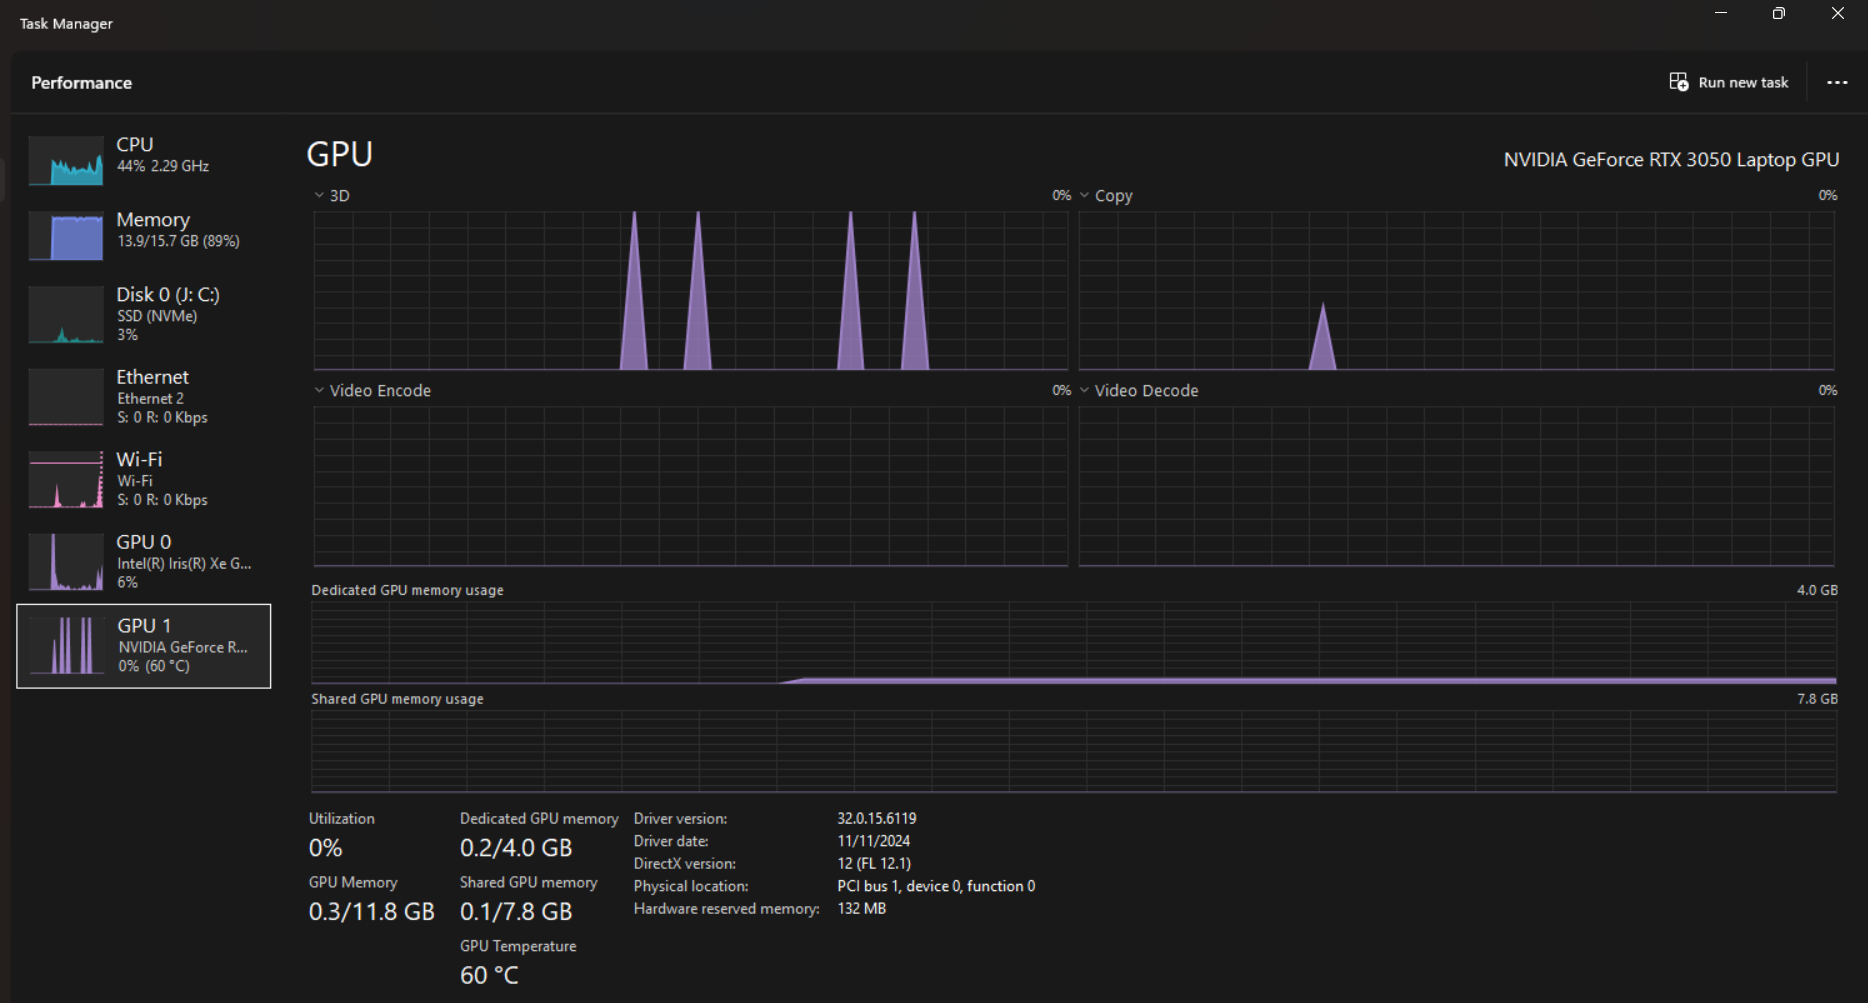 Task Manager
Performance
Run new task
CPU
44% 2.29 GHz
Memory
13.9/15.7 GB (89%)
Disk 0 (J: C:)
SSD (NVMe)
3%
Ethernet
Ethernet 2
S: 0 R: 0 Kbps
Wi-Fi
Wi-Fi
S: 0 R: 0 Kbps
GPU 0
Intel(R) Iris(R) Xe G...
6%
GPU 1
NVIDIA GeForce R...
0% (60 °C)
GPU
NVIDIA GeForce RTX 3050 Laptop GPU
3D 0%
Copy 0%
Video Encode 0%
Video Decode 0%
Dedicated GPU memory usage 4.0 GB
Shared GPU memory usage 7.8 GB
Utilization
0%
GPU Memory
0.3/11.8 GB
Dedicated GPU memory
0.2/4.0 GB
Shared GPU memory
0.1/7.8 GB
GPU Temperature
60 °C
Driver version: 32.0.15.6119
Driver date: 11/11/2024
DirectX version: 12 (FL 12.1)
Physical location: PCI bus 1, device 0, function 0
Hardware reserved memory: 132 MB